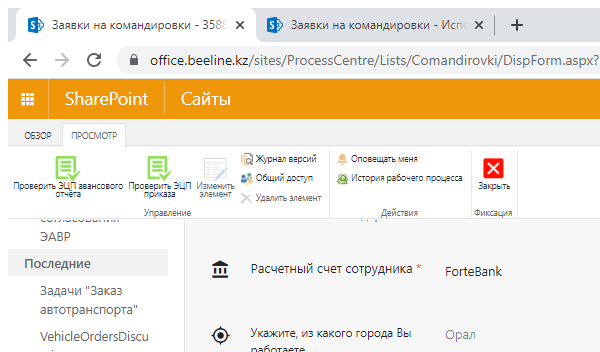 Заявки на командировки - 3588
Заявки на командировки - Испо
office.beeline.kz/sites/ProcessCentre/Lists/Comandirovki/DispForm.aspx?
SharePoint
Сайты
ОБЗОР
ПРОСМОТР
Проверить ЭЦП авансового
отчёта
Проверить ЭЦП
приказа
Изменить
элемент
Журнал версий
Общий доступ
Удалить элемент
Управление
Оповещать меня
История рабочего процесса
Действия
Закрыть
Фиксация
согласования
ЭАВР
Последние
Задачи "Заказ
автотранспорта"
VehicleOrdersDiscu
Расчетный счет сотрудника *
ForteBank
Укажите, из какого города Вы
работаете
Орал